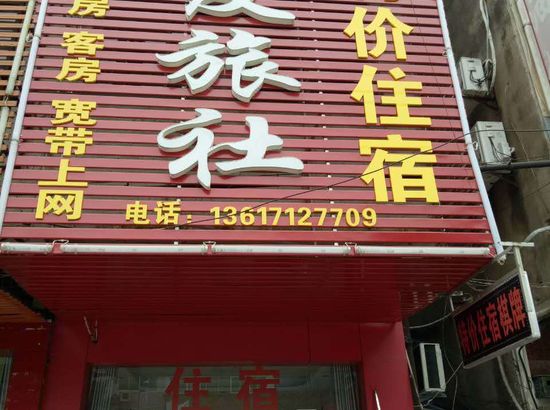 房 客房 宽带上网
旅社
价住宿
电话：13617127709
特价住宿棋牌
住宿